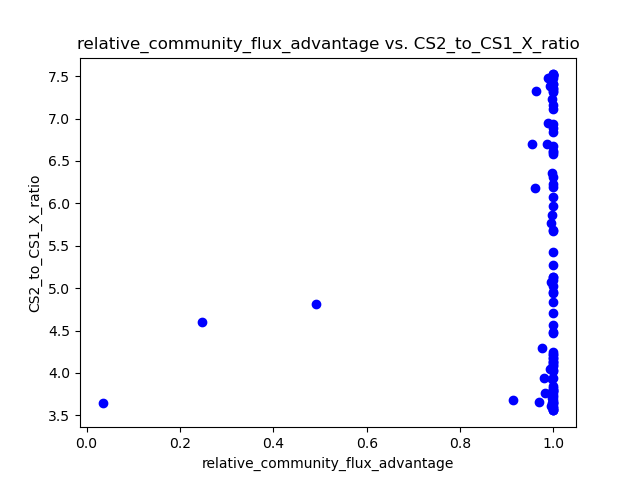 relative_community_flux_advantage vs. CS2_to_CS1_X_ratio
CS2_to_CS1_X_ratio
7.5
7.0
6.5
6.0
5.5
5.0
4.5
4.0
3.5
0.0 0.2 0.4 0.6 0.8 1.0
relative_community_flux_advantage